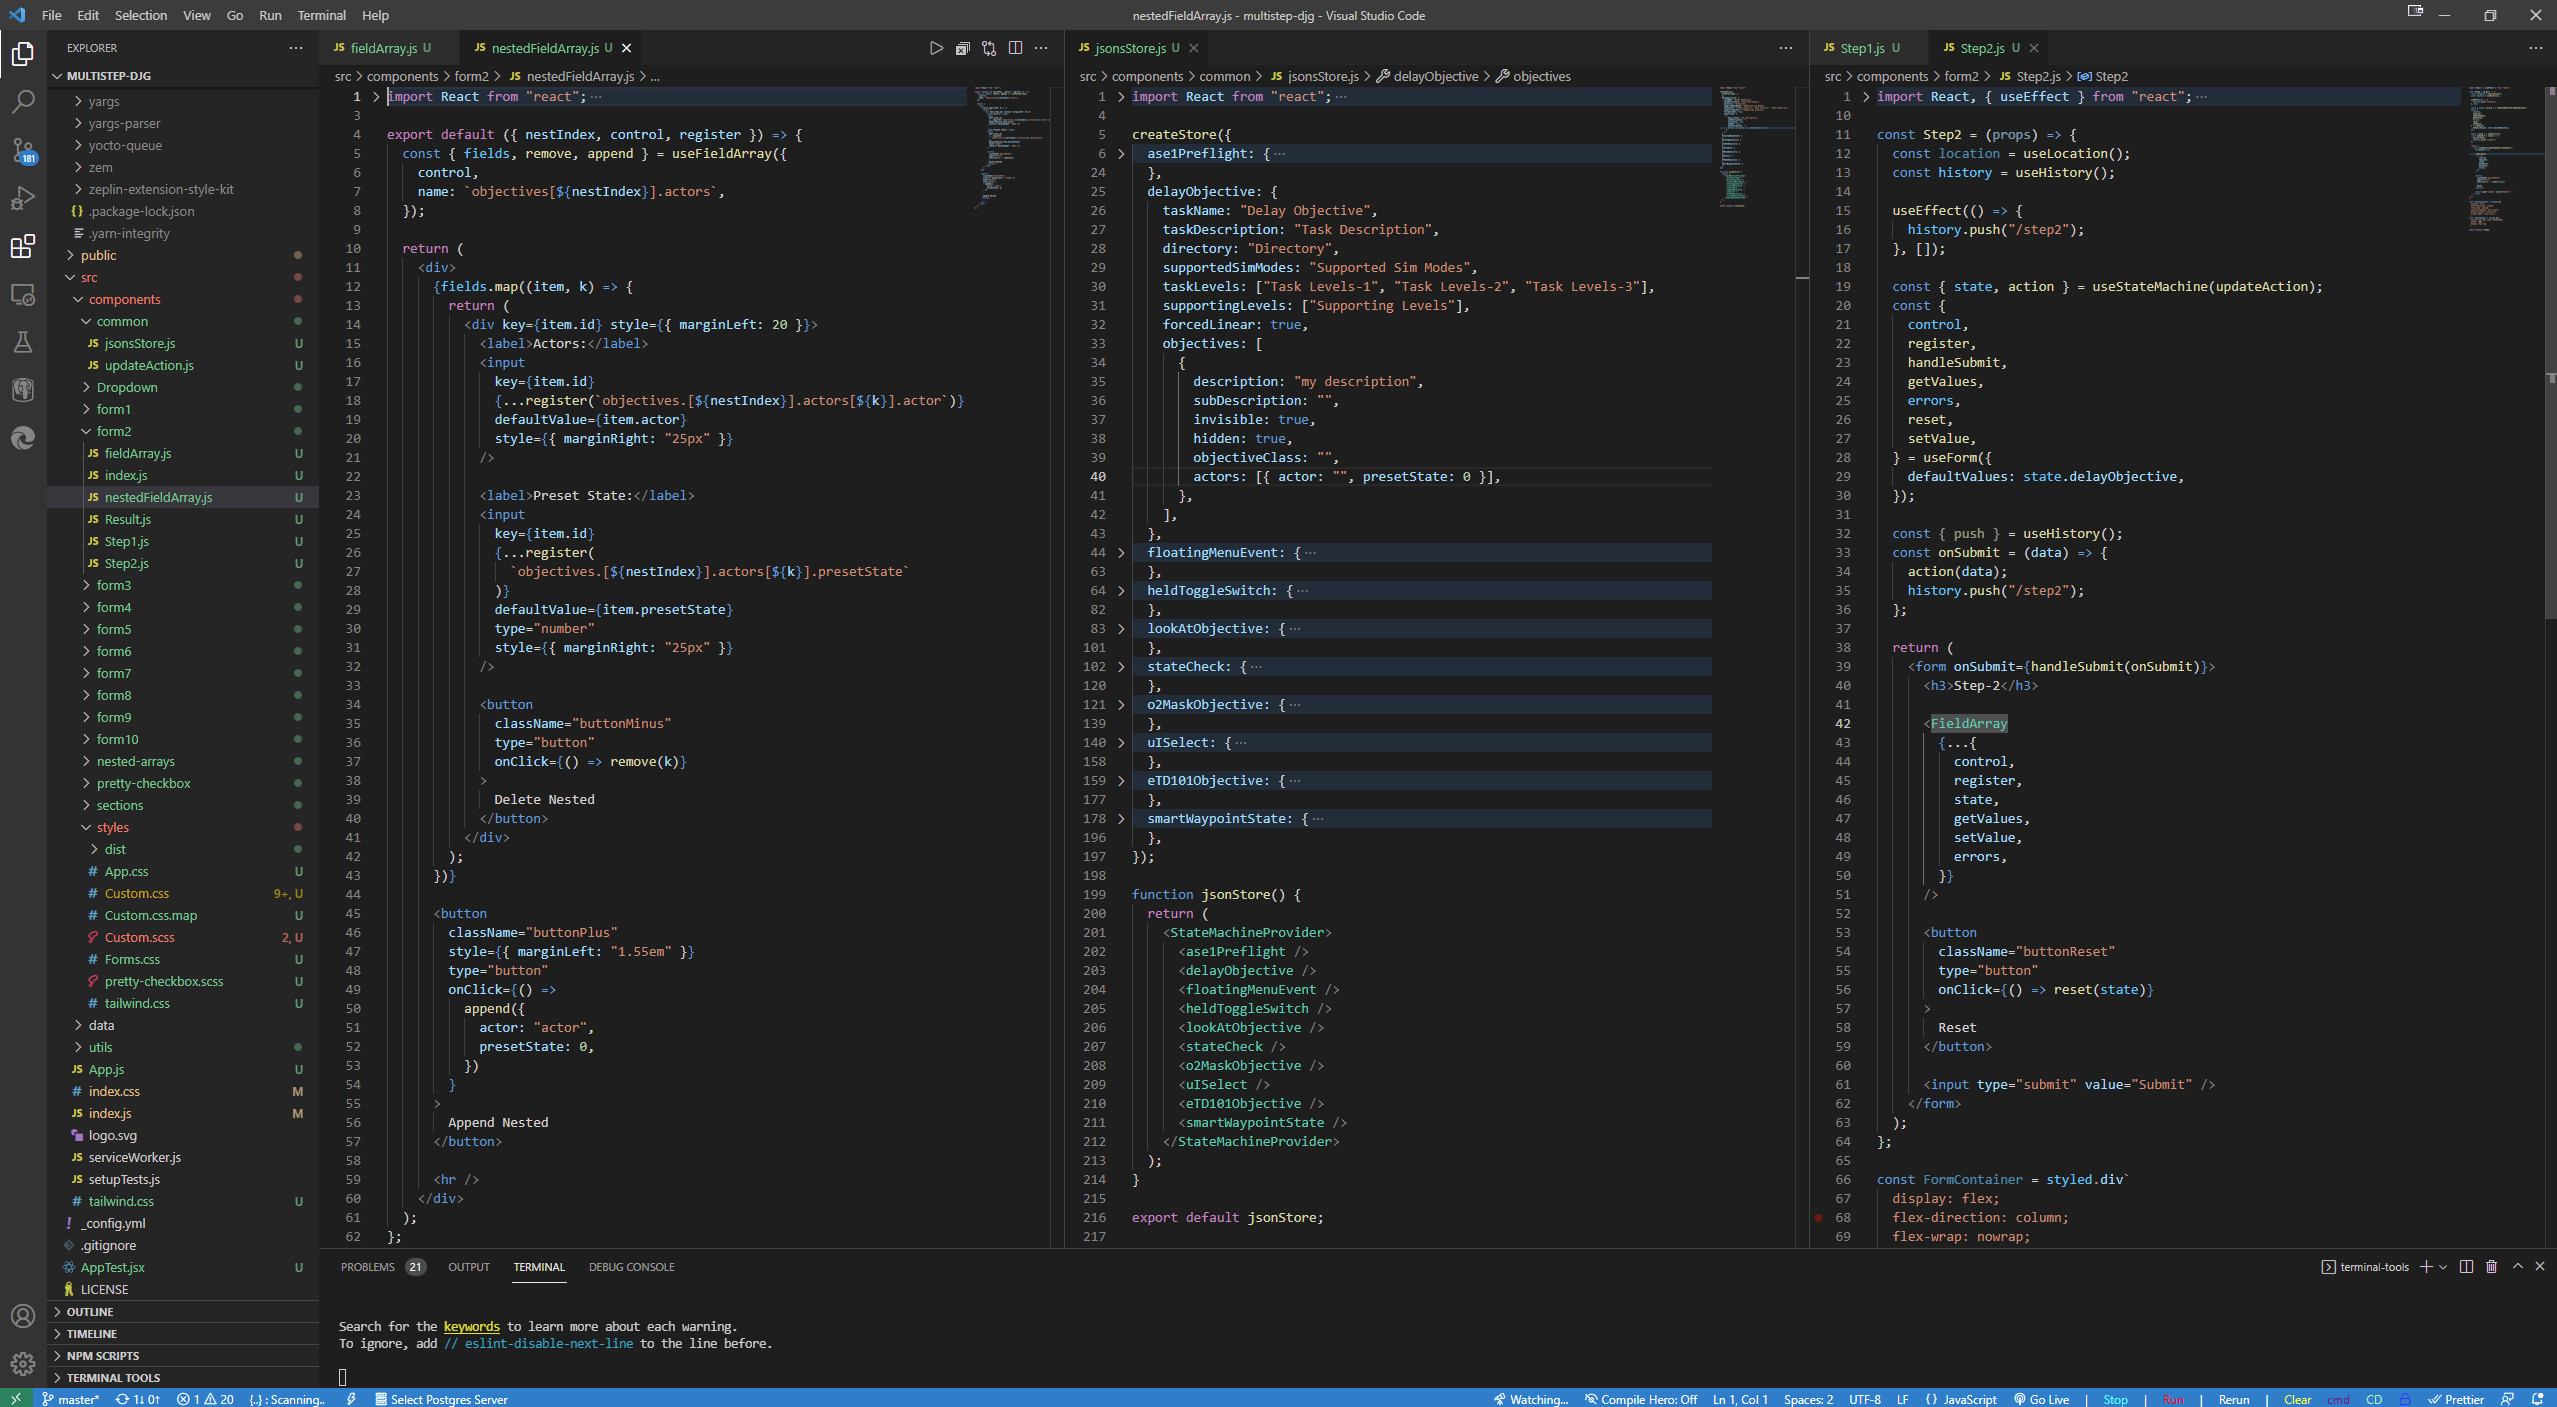 File Edit Selection View Go Run Terminal Help
nestedFieldArray.js - multistep-djg - Visual Studio Code
EXPLORER
MULTISTEP-DJG
yargs
yargs-parser
yocto-queue
zem
zeplin-extension-style-kit
{} .package-lock.json
.yarn-integrity
public
src
components
common
JS jsonsStore.js U
JS updateAction.js U
Dropdown
form1
form2
JS fieldArray.js U
JS index.js U
JS nestedFieldArray.js U
JS Result.js U
JS Step1.js U
JS Step2.js U
form3
form4
form5
form6
form7
form8
form9
form10
nested-arrays
pretty-checkbox
sections
styles
dist
# App.css U
# Custom.css 9+, U
# Custom.css.map U
Custom.scss 2, U
# Forms.css U
pretty-checkbox.scss U
# tailwind.css U
data
utils
JS App.js U
# index.css M
JS index.js M
logo.svg
JS serviceWorker.js
JS setupTests.js
# tailwind.css U
! _config.yml
.gitignore
AppTest.jsx U
LICENSE
OUTLINE
TIMELINE
NPM SCRIPTS
TERMINAL TOOLS
181
JS fieldArray.js U JS nestedFieldArray.js U
src > components > form2 > JS nestedFieldArray.js > ...
1 import React from "react"; ...
3
4 export default ({ nestIndex, control, register }) => {
5 const { fields, remove, append } = useFieldArray({
6 control,
7 name: `objectives[${nestIndex}].actors`,
8 });
9
10 return (
11 <div>
12 {fields.map((item, k) => {
13 return (
14 <div key={item.id} style={{ marginLeft: 20 }}>
15 <label>Actors:</label>
16 <input
17 key={item.id}
18 {...register(`objectives.[${nestIndex}].actors[${k}].actor`)}
19 defaultValue={item.actor}
20 style={{ marginRight: "25px" }}
21 />
22
23 <label>Preset State:</label>
24 <input
25 key={item.id}
26 {...register(
27 `objectives.[${nestIndex}].actors[${k}].presetState`
28 )}
29 defaultValue={item.presetState}
30 type="number"
31 style={{ marginRight: "25px" }}
32 />
33
34 <button
35 className="buttonMinus"
36 type="button"
37 onClick={() => remove(k)}
38 >
39 Delete Nested
40 </button>
41 </div>
42 );
43 })}
44
45 <button
46 className="buttonPlus"
47 style={{ marginLeft: "1.55em" }}
48 type="button"
49 onClick={() =>
50 append({
51 actor: "actor",
52 presetState: 0,
53 })
54 }
55 >
56 Append Nested
57 </button>
58
59 <hr />
60 </div>
61 );
62 };
JS jsonsStore.js U
src > components > common > JS jsonsStore.js > delayObjective > objectives
1 import React from "react"; ...
4
5 createStore({
6 ase1Preflight: { ...
24 },
25 delayObjective: {
26 taskName: "Delay Objective",
27 taskDescription: "Task Description",
28 directory: "Directory",
29 supportedSimModes: "Supported Sim Modes",
30 taskLevels: ["Task Levels-1", "Task Levels-2", "Task Levels-3"],
31 supportingLevels: ["Supporting Levels"],
32 forcedLinear: true,
33 objectives: [
34 {
35 description: "my description",
36 subDescription: "",
37 invisible: true,
38 hidden: true,
39 objectiveClass: "",
40 actors: [{ actor: "", presetState: 0 }],
41 },
42 ],
43 },
44 floatingMenuEvent: { ...
63 },
64 heldToggleSwitch: { ...
82 },
83 lookAtObjective: { ...
101 },
102 stateCheck: { ...
120 },
121 o2MaskObjective: { ...
139 },
140 uISelect: { ...
158 },
159 eTD101Objective: { ...
177 },
178 smartWaypointState: { ...
196 },
197 });
198
199 function jsonStore() {
200 return (
201 <StateMachineProvider>
202 <ase1Preflight />
203 <delayObjective />
204 <floatingMenuEvent />
205 <heldToggleSwitch />
206 <lookAtObjective />
207 <stateCheck />
208 <o2MaskObjective />
209 <uISelect />
210 <eTD101Objective />
211 <smartWaypointState />
212 </StateMachineProvider>
213 );
214 }
215
216 export default jsonStore;
217
JS Step1.js U JS Step2.js U
src > components > form2 > JS Step2.js > Step2
1 import React, { useEffect } from "react"; ...
10
11 const Step2 = (props) => {
12 const location = useLocation();
13 const history = useHistory();
14
15 useEffect(() => {
16 history.push("/step2");
17 }, []);
18
19 const { state, action } = useStateMachine(updateAction);
20 const {
21 control,
22 register,
23 handleSubmit,
24 getValues,
25 errors,
26 reset,
27 setValue,
28 } = useForm({
29 defaultValues: state.delayObjective,
30 });
31
32 const { push } = useHistory();
33 const onSubmit = (data) => {
34 action(data);
35 history.push("/step2");
36 };
37
38 return (
39 <form onSubmit={handleSubmit(onSubmit)}>
40 <h3>Step-2</h3>
41
42 <FieldArray
43 {...{
44 control,
45 register,
46 state,
47 getValues,
48 setValue,
49 errors,
50 }}
51 />
52
53 <button
54 className="buttonReset"
55 type="button"
56 onClick={() => reset(state)}
57 >
58 Reset
59 </button>
60
61 <input type="submit" value="Submit" />
62 </form>
63 );
64 };
65
66 const FormContainer = styled.div`
67 display: flex;
68 flex-direction: column;
69 flex-wrap: nowrap;
PROBLEMS 21 OUTPUT TERMINAL DEBUG CONSOLE
terminal-tools
Search for the keywords to learn more about each warning.
To ignore, add // eslint-disable-next-line to the line before.
master* 1↓ 0↑ 1 20 {..} : Scanning.. Select Postgres Server
Watching... Compile Hero: Off Ln 1, Col 1 Spaces: 2 UTF-8 LF {} JavaScript Go Live | Stop | Run | Rerun | Clear cmd CD Prettier